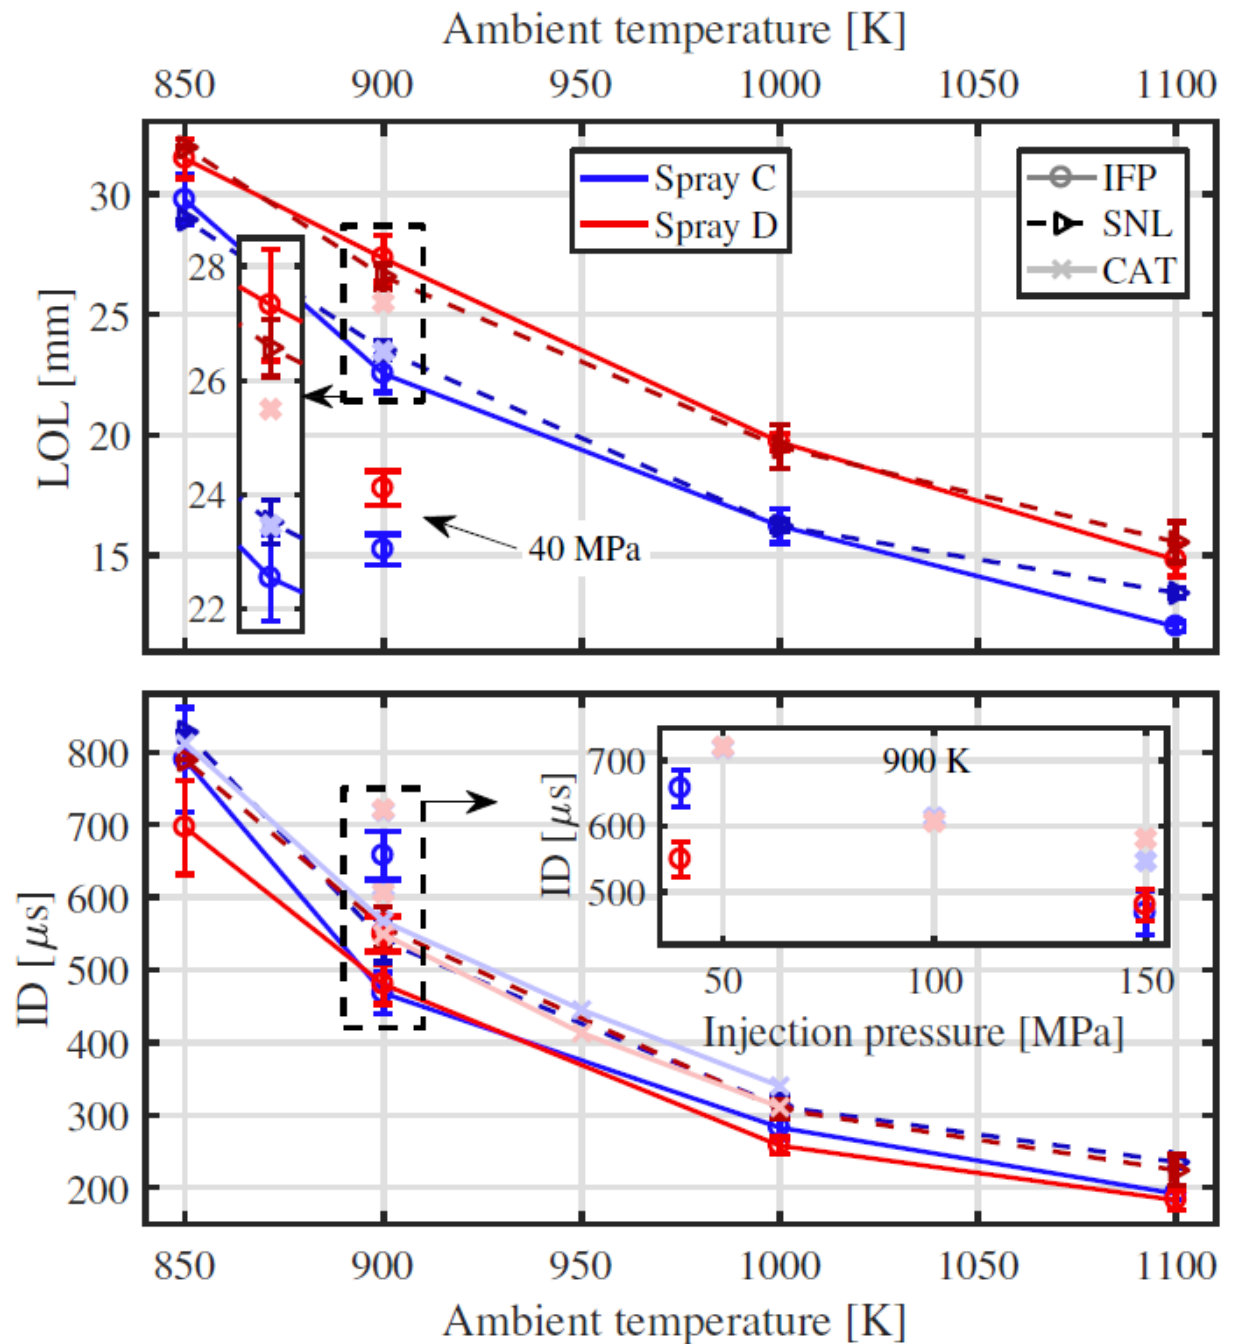 Ambient temperature [K]
850 900 950 1000 1050 1100
30
25
20
15
LOL [mm]
Spray C
Spray D
IFP
SNL
CAT
28
26
24
22
40 MPa
800
700
600
500
400
300
200
ID [μs]
900 K
700
600
500
ID [μs]
50 100 150
Injection pressure [MPa]
850 900 950 1000 1050 1100
Ambient temperature [K]